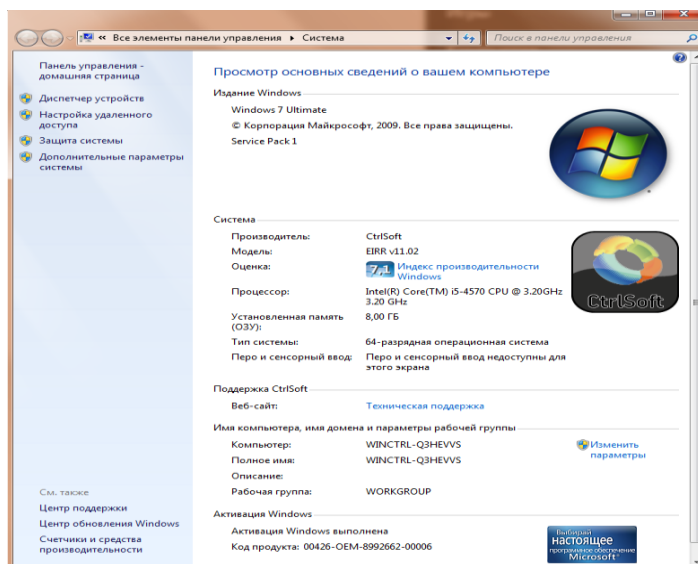 « Все элементы панели управления ▸ Система
Поиск в панели управления
Панель управления -
домашняя страница
Диспетчер устройств
Настройка удаленного
доступа
Защита системы
Дополнительные параметры
системы
См. также
Центр поддержки
Центр обновления Windows
Счетчики и средства
производительности
Просмотр основных сведений о вашем компьютере
Издание Windows
Windows 7 Ultimate
© Корпорация Майкрософт, 2009. Все права защищены.
Service Pack 1
Система
Производитель: CtrlSoft
Модель: EIRR v11.02
Оценка: 7,1 Индекс производительности
Windows
Процессор: Intel(R) Core(TM) i5-4570 CPU @ 3.20GHz
3.20 GHz
Установленная память 8,00 ГБ
(ОЗУ):
Тип системы: 64-разрядная операционная система
Перо и сенсорный ввод: Перо и сенсорный ввод недоступны для
этого экрана
CtrlSoft
Поддержка CtrlSoft
Веб-сайт: Техническая поддержка
Имя компьютера, имя домена и параметры рабочей группы
Компьютер: WINCTRL-Q3HEVVS
Изменить
параметры
Полное имя: WINCTRL-Q3HEVVS
Описание:
Рабочая группа: WORKGROUP
Активация Windows
Активация Windows выполнена
Код продукта: 00426-OEM-8992662-00006
Выбирай
настоящее
программное обеспечение
Microsoft